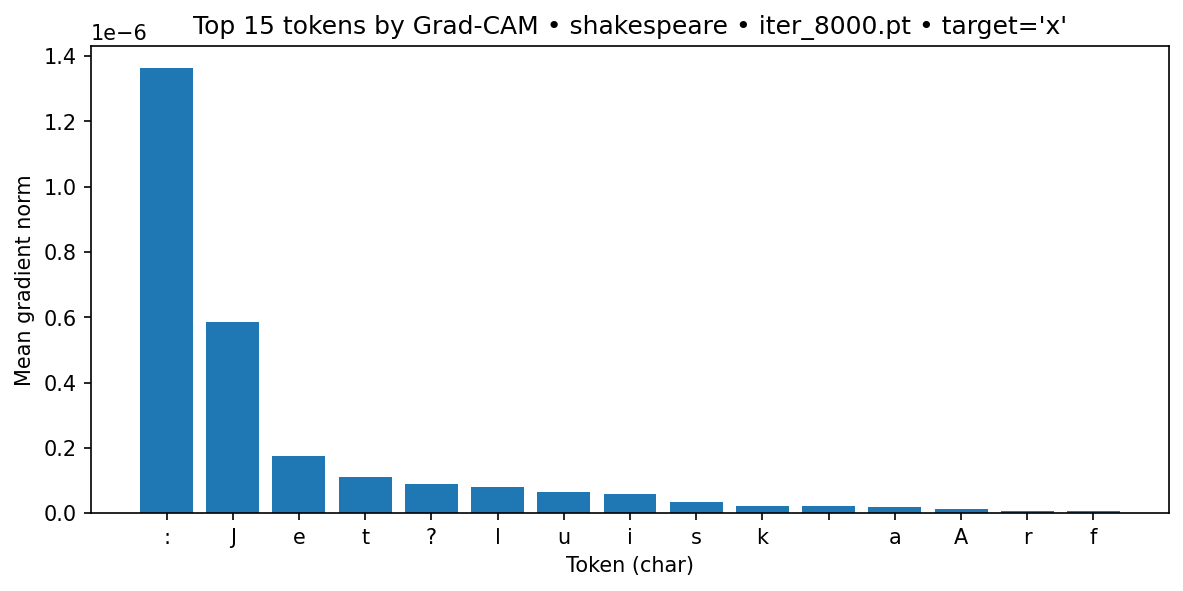 Top 15 tokens by Grad-CAM • shakespeare • iter_8000.pt • target='x'
1e−6
1.4
1.2
1.0
0.8
0.6
0.4
0.2
0.0
Mean gradient norm
: J e t ? l u i s k a A r f
Token (char)